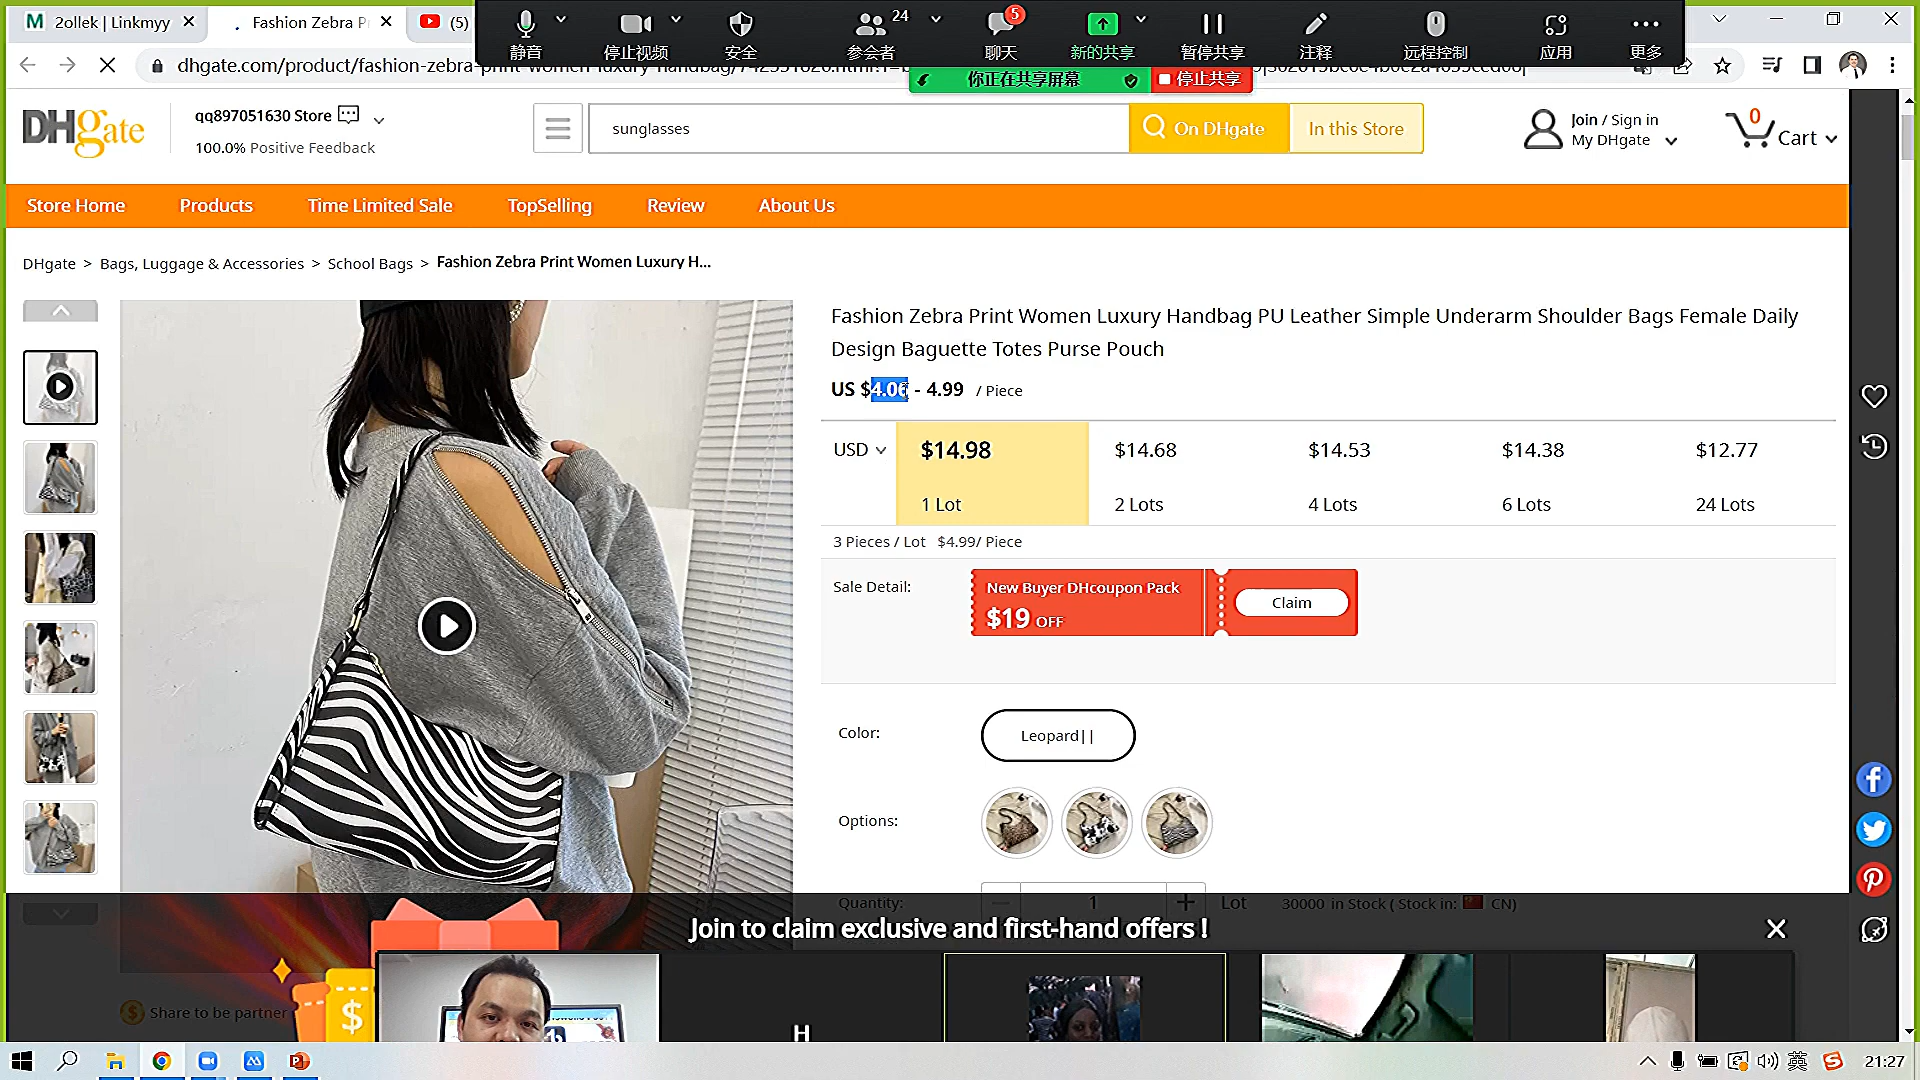 2ollek | Linkmyy
Fashion Zebra P
(5)
静音
停止视频
安全
24
参会者
5
聊天
新的共享
暂停共享
注释
远程控制
应用
更多
你正在共享屏幕
停止共享
DHgate
qq897051630 Store
100.0% Positive Feedback
sunglasses
On DHgate
In this Store
Join / Sign in
My DHgate
0
Cart
Store Home
Products
Time Limited Sale
TopSelling
Review
About Us
DHgate > Bags, Luggage & Accessories > School Bags > Fashion Zebra Print Women Luxury H...
Fashion Zebra Print Women Luxury Handbag PU Leather Simple Underarm Shoulder Bags Female Daily
Design Baguette Totes Purse Pouch
US $4.06 - 4.99 / Piece
USD
$14.98
$14.68
$14.53
$14.38
$12.77
1 Lot
2 Lots
4 Lots
6 Lots
24 Lots
3 Pieces / Lot $4.99/ Piece
Sale Detail:
New Buyer DHcoupon Pack
$19 OFF
Claim
Color:
Leopard||
Options:
Quantity:
1
Lot
30000 in Stock ( Stock in: CN)
Join to claim exclusive and first-hand offers !
Share to be partner
$
H
英
21:27